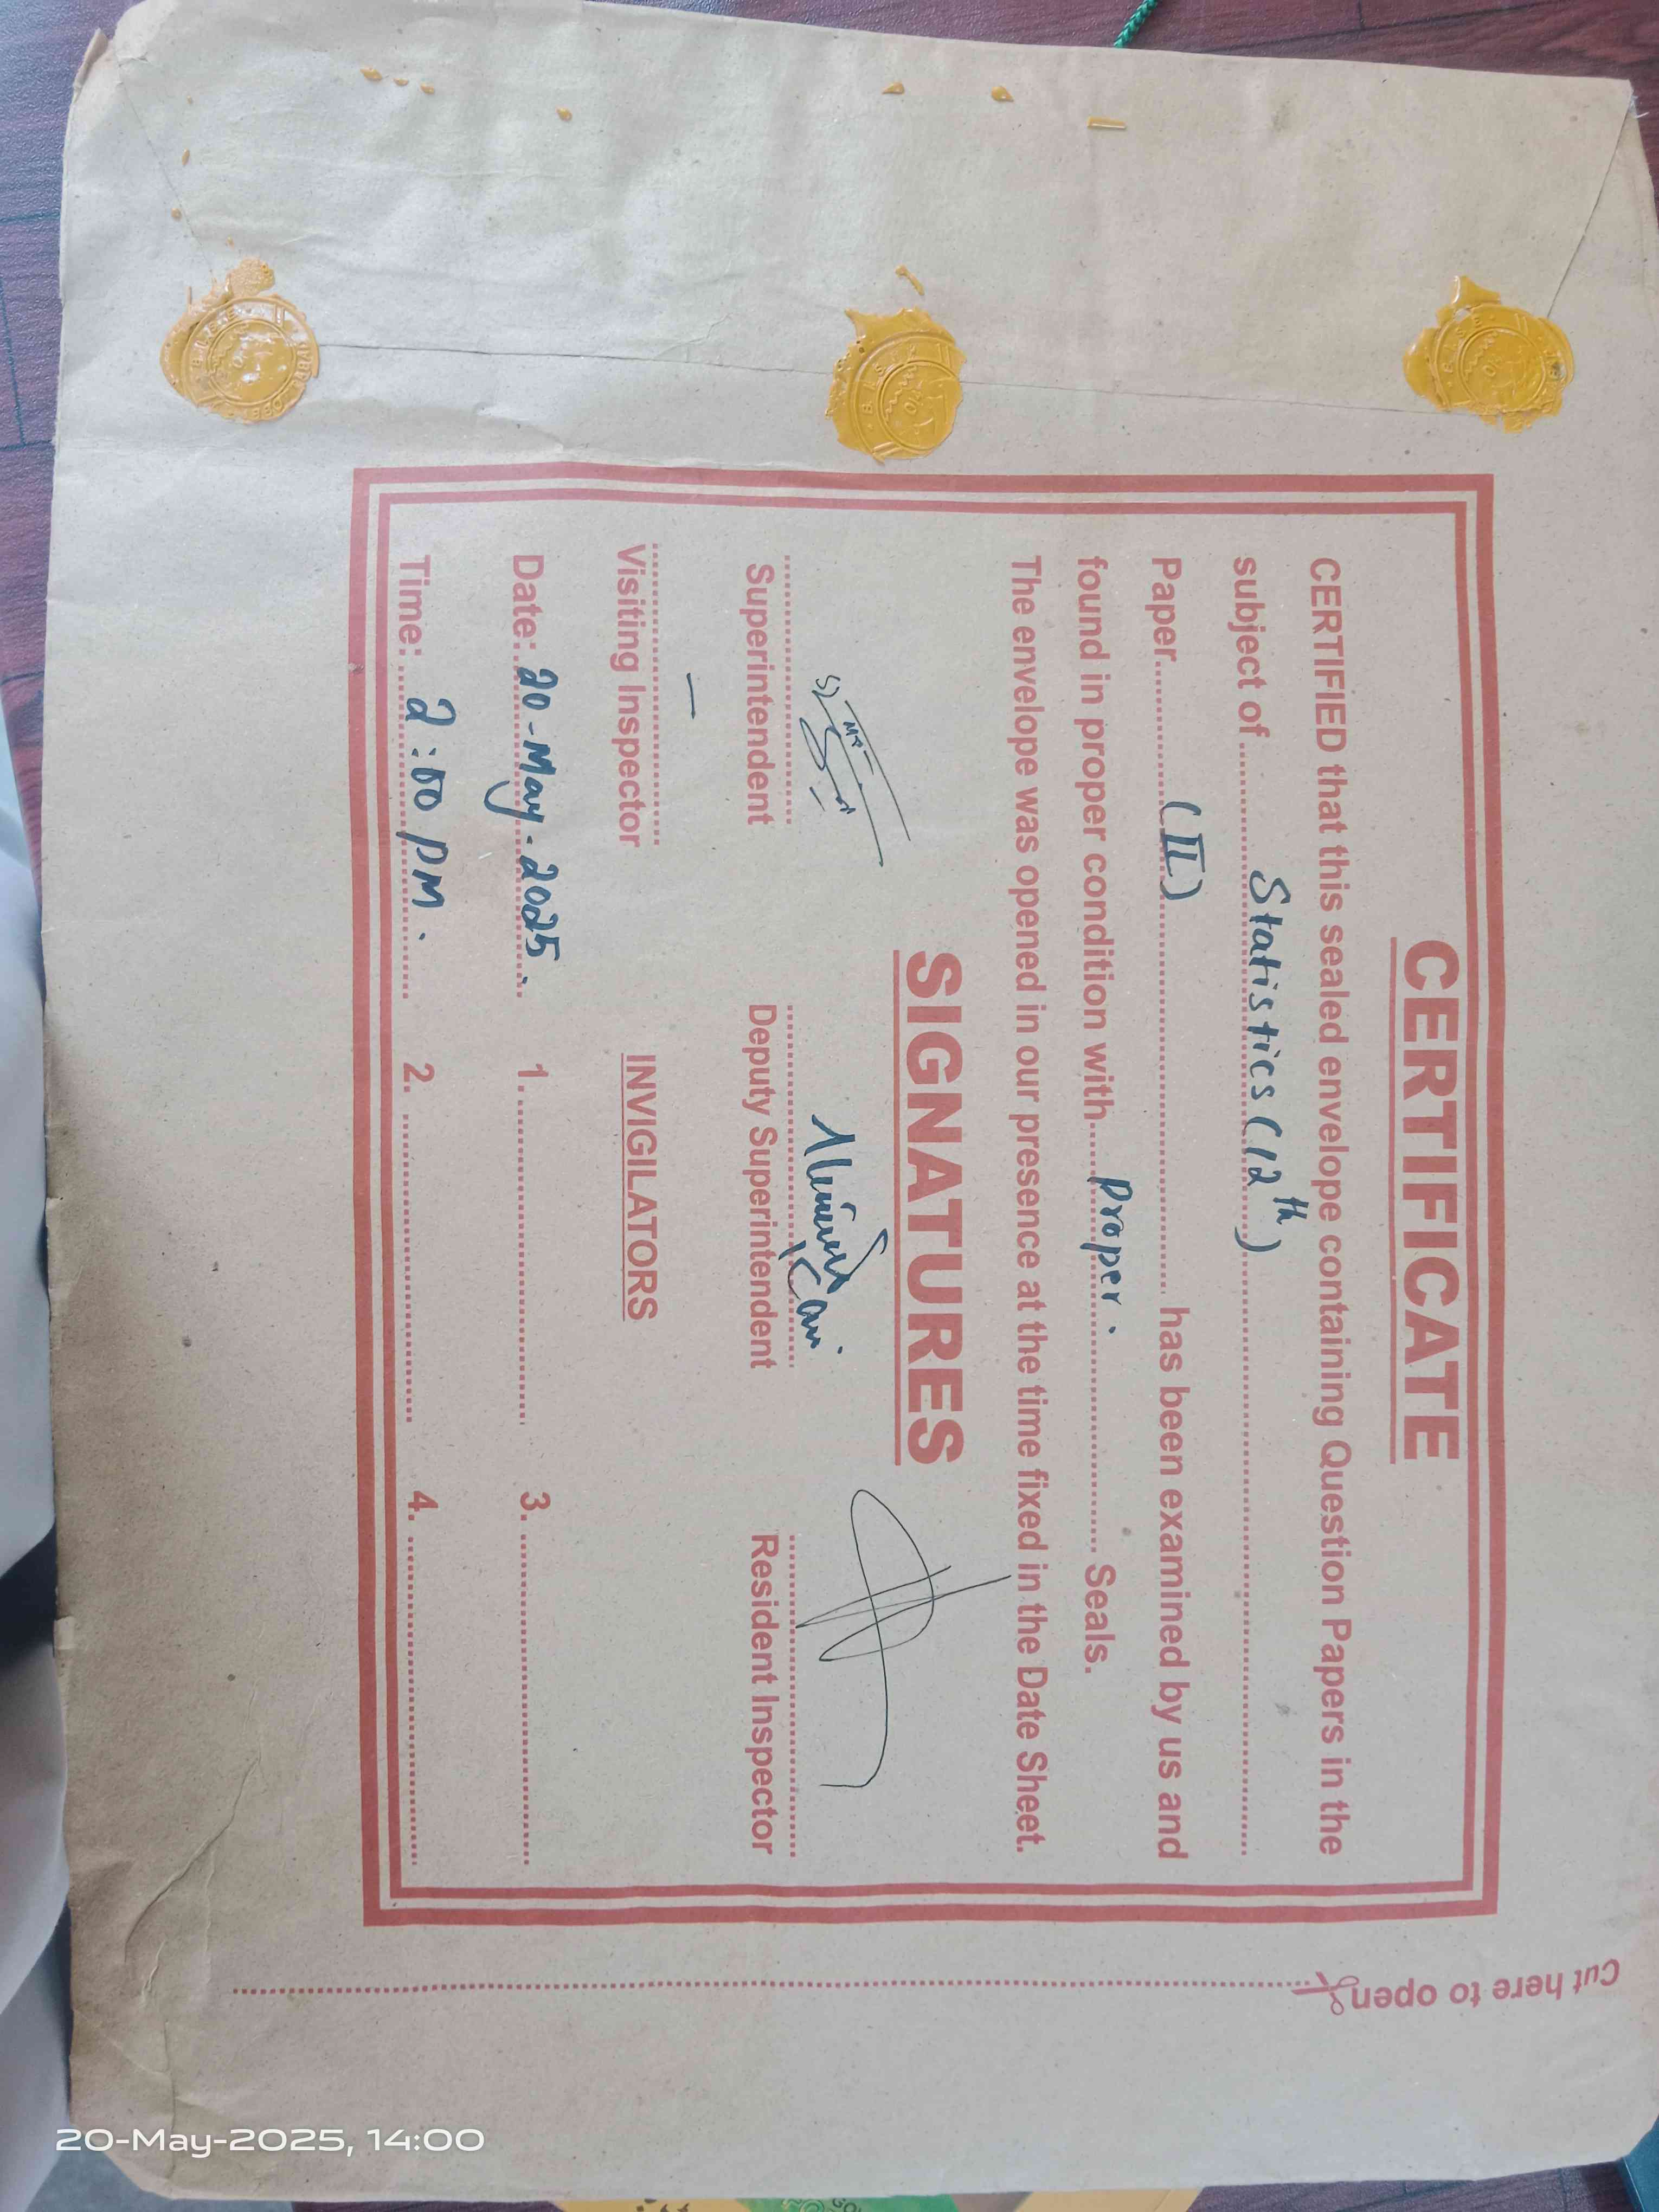 CERTIFICATE
CERTIFIED that this sealed envelope containing Question Papers in the
subject of Statistics (12th)
Paper (II) has been examined by us and
found in proper condition with proper. Seals.
The envelope was opened in our presence at the time fixed in the Date Sheet.
SIGNATURES
Superintendent Deputy Superintendent Resident Inspector
—
Visiting Inspector INVIGILATORS
Date: 20-May-2025. 1. 3.
Time: 2:00 PM. 2. 4.
Cut here to open
20-May-2025, 14:00